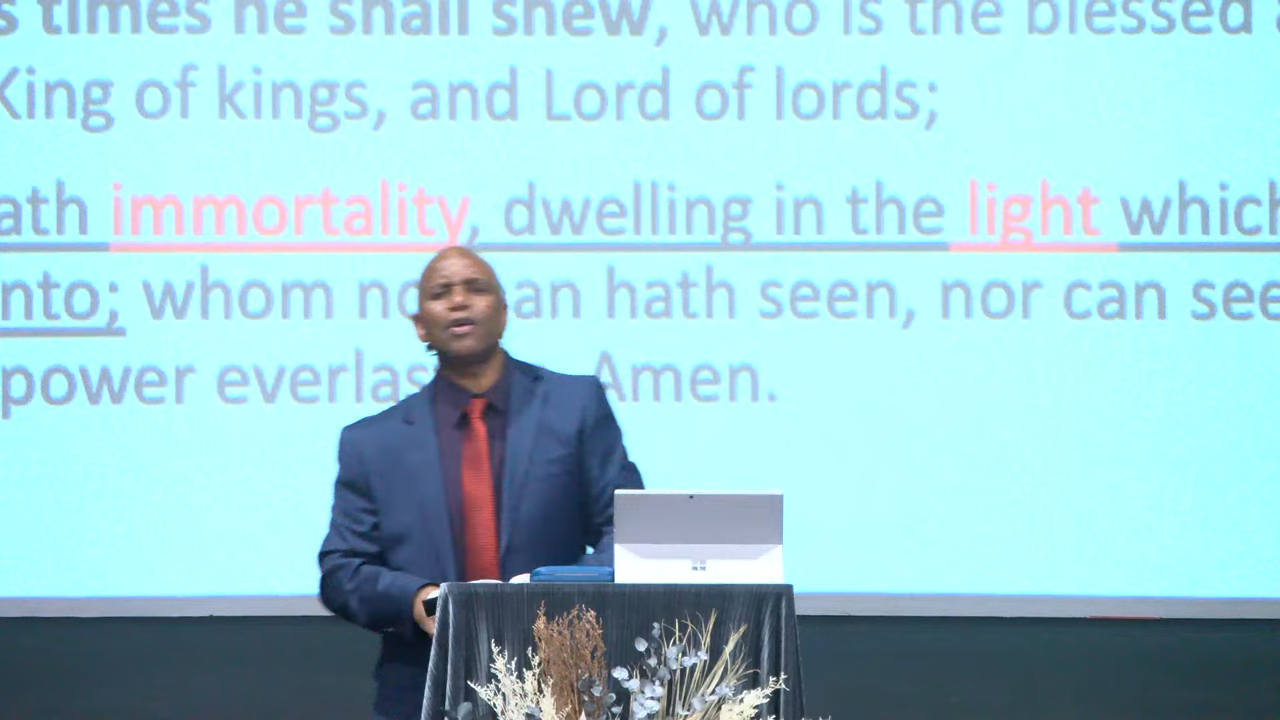 s times he shall shew, who is the blessed
King of kings, and Lord of lords;
ath immortality, dwelling in the light which
nto; whom no an hath seen, nor can see
power everlas Amen.